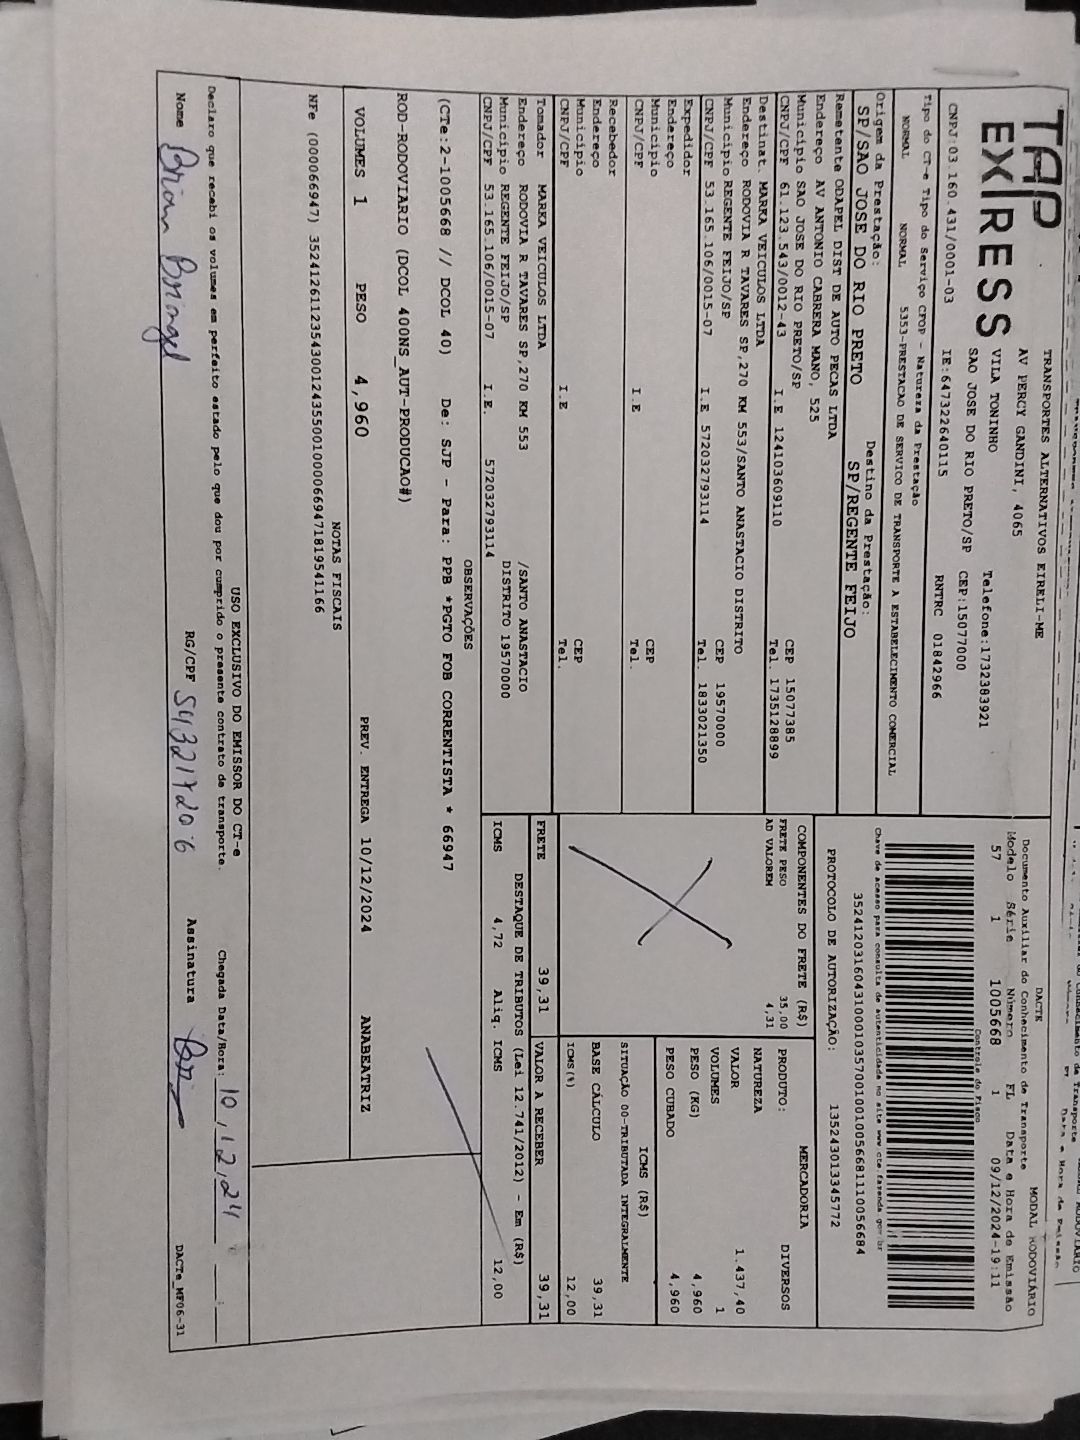 TAP
EXPRESS
TRANSPORTES ALTERNATIVOS EIRELI-ME
AV PERCY GANDINI, 4065
VILA TONINHO Telefone:1732383921
SAO JOSE DO RIO PRETO/SP CEP:15077000
CNPJ:03.160.431/0001-03 IE:647322640115 RNTRC 01842966
Tipo do CT-e Tipo do Serviço CFOP - Natureza da Prestação
NORMAL NORMAL 5353-PRESTACAO DE SERVICO DE TRANSPORTE A ESTABELECIMENTO COMERCIAL
Origem da Prestação: Destino da Prestação:
SP/SAO JOSE DO RIO PRETO SP/REGENTE FEIJO
DACTE MODAL RODOVIÁRIO
Documento Auxiliar do Conhecimento de Transporte
Modelo Série Número FL Data e Hora de Emissão
57 1 1005668 1 09/12/2024-19:11
Controle do Fisco
Chave de acesso para consulta de autenticidade no site www.cte.fazenda.gov.br
PROTOCOLO DE AUTORIZAÇÃO: 135243013345772
Remetente ODAPEL DIST DE AUTO PECAS LTDA
Endereço AV ANTONIO CABRERA MANO, 525
Município SAO JOSE DO RIO PRETO/SP CEP 15077385
CNPJ/CPF 61.123.543/0012-43 I.E 124103609110 Tel. 1735128899
Destinat. MARKA VEICULOS LTDA
Endereço RODOVIA R TAVARES SP,270 KM 553/SANTO ANASTACIO DISTRITO
Município REGENTE FEIJO/SP CEP 19570000
CNPJ/CPF 53.165.106/0015-07 I.E 572032793114 Tel. 1833021350
Expedidor
Endereço
Município CEP
CNPJ/CPF I.E Tel.
Recebedor
Endereço
Município CEP
CNPJ/CPF I.E Tel.
Tomador MARKA VEICULOS LTDA
Endereço RODOVIA R TAVARES SP,270 KM 553 /SANTO ANASTACIO
Município REGENTE FEIJO/SP DISTRITO 19570000
CNPJ/CPF 53.165.106/0015-07 I.E. 572032793114
COMPONENTES DO FRETE (R$)
FRETE PESO 35,00
AD VALOREM 4,31
MERCADORIA
PRODUTO: DIVERSOS
NATUREZA
VALOR 1.437,40
VOLUMES 1
PESO (KG) 4,960
PESO CUBADO 4,960
ICMS (R$)
SITUAÇÃO 00-TRIBUTADA INTEGRALMENTE
BASE CÁLCULO 39,31
ICMS(%) 12,00
FRETE 39,31 VALOR A RECEBER 39,31
DESTAQUE DE TRIBUTOS (Lei 12.741/2012) - Em (R$)
ICMS 4,72 Aliq. ICMS 12,00
OBSERVAÇÕES
(CTe:2-1005668 // DCOL 40) De: SJP - Para: PPB *PGTO FOB CORRENTISTA * 66947
ROD-RODOVIARIO (DCOL 400NS_AUT-PRODUCAO#)
VOLUMES 1 PESO 4,960 PREV. ENTREGA 10/12/2024 ANABEATRIZ
NOTAS FISCAIS
USO EXCLUSIVO DO EMISSOR DO CT-e
Declaro que recebi os volumes em perfeito estado pelo que dou por cumprido o presente contrato de transporte. Chegada Data/Hora: 10/12/24
Nome Brian Bringel RG/CPF Assinatura
DACTe_MF06-31